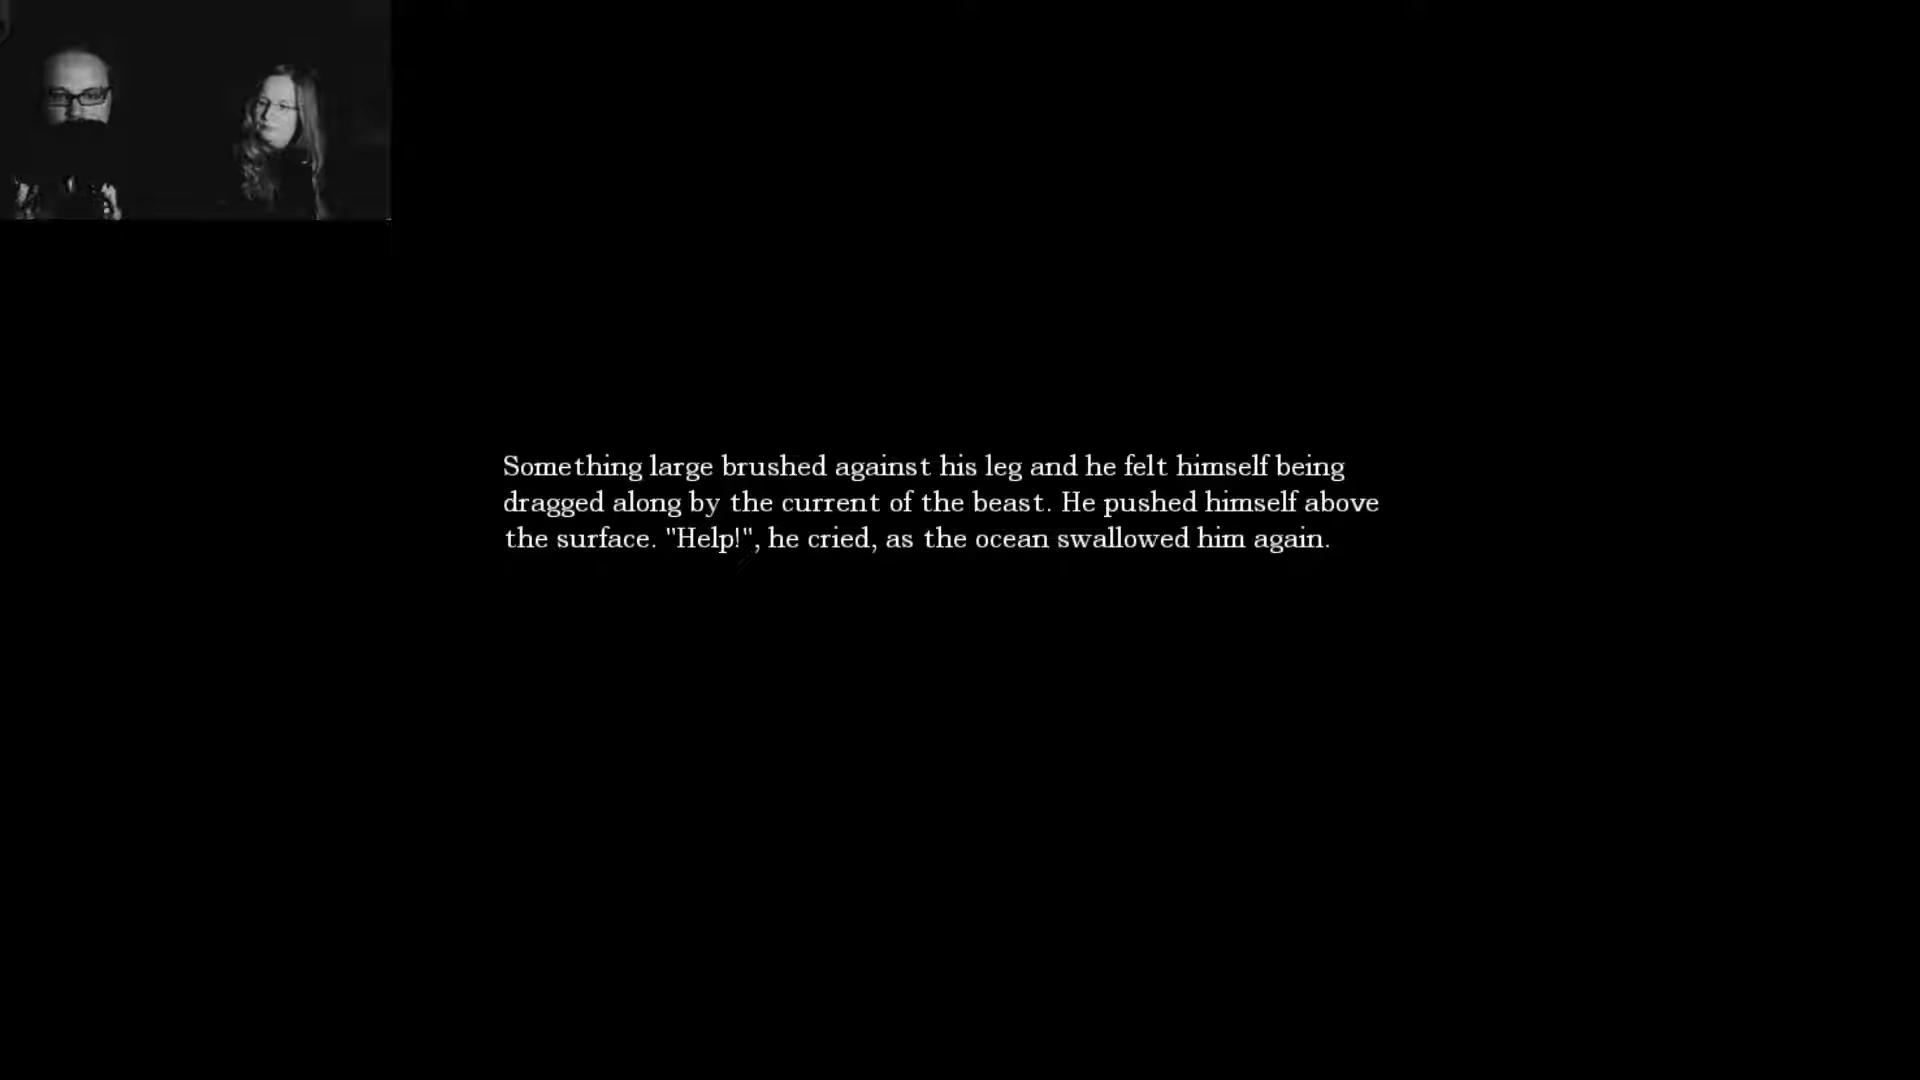 Something large brushed against his leg and he felt himself being
dragged along by the current of the beast. He pushed himself above
the surface. "Help!", he cried, as the ocean swallowed him again.